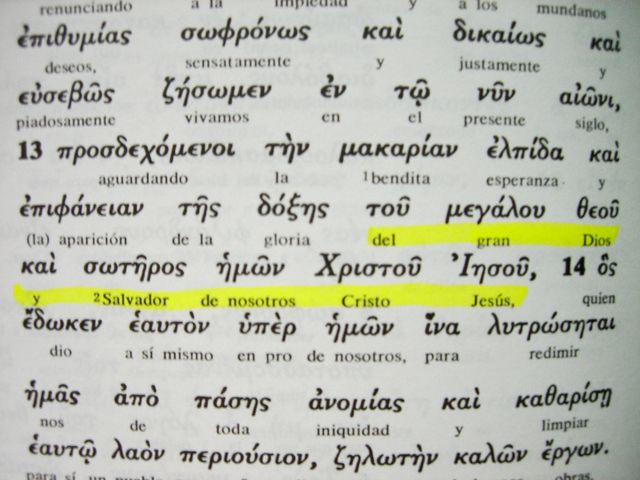 renunciando a la impiedad y a los mundanos
ἐπιθυμίας σωφρόνως καὶ δικαίως καὶ
deseos, sensatamente y justamente y
εὐσεβῶς ζήσωμεν ἐν τῷ νῦν αἰῶνι,
piadosamente vivamos en el presente siglo,
13 προσδεχόμενοι τὴν μακαρίαν ἐλπίδα καὶ
aguardando la 1bendita esperanza y
ἐπιφάνειαν τῆς δόξης τοῦ μεγάλου θεοῦ
(la) aparición de la gloria del gran Dios
καὶ σωτῆρος ἡμῶν Χριστοῦ Ἰησοῦ, 14 ὃς
y 2Salvador de nosotros Cristo Jesús, quien
ἔδωκεν ἑαυτὸν ὑπὲρ ἡμῶν ἵνα λυτρώσηται
dio a sí mismo en pro de nosotros, para redimir
ἡμᾶς ἀπὸ πάσης ἀνομίας καὶ καθαρίσῃ
nos de toda iniquidad y limpiar
ἑαυτῷ λαὸν περιούσιον, ζηλωτὴν καλῶν ἔργων.
para sí un pueblo obras.